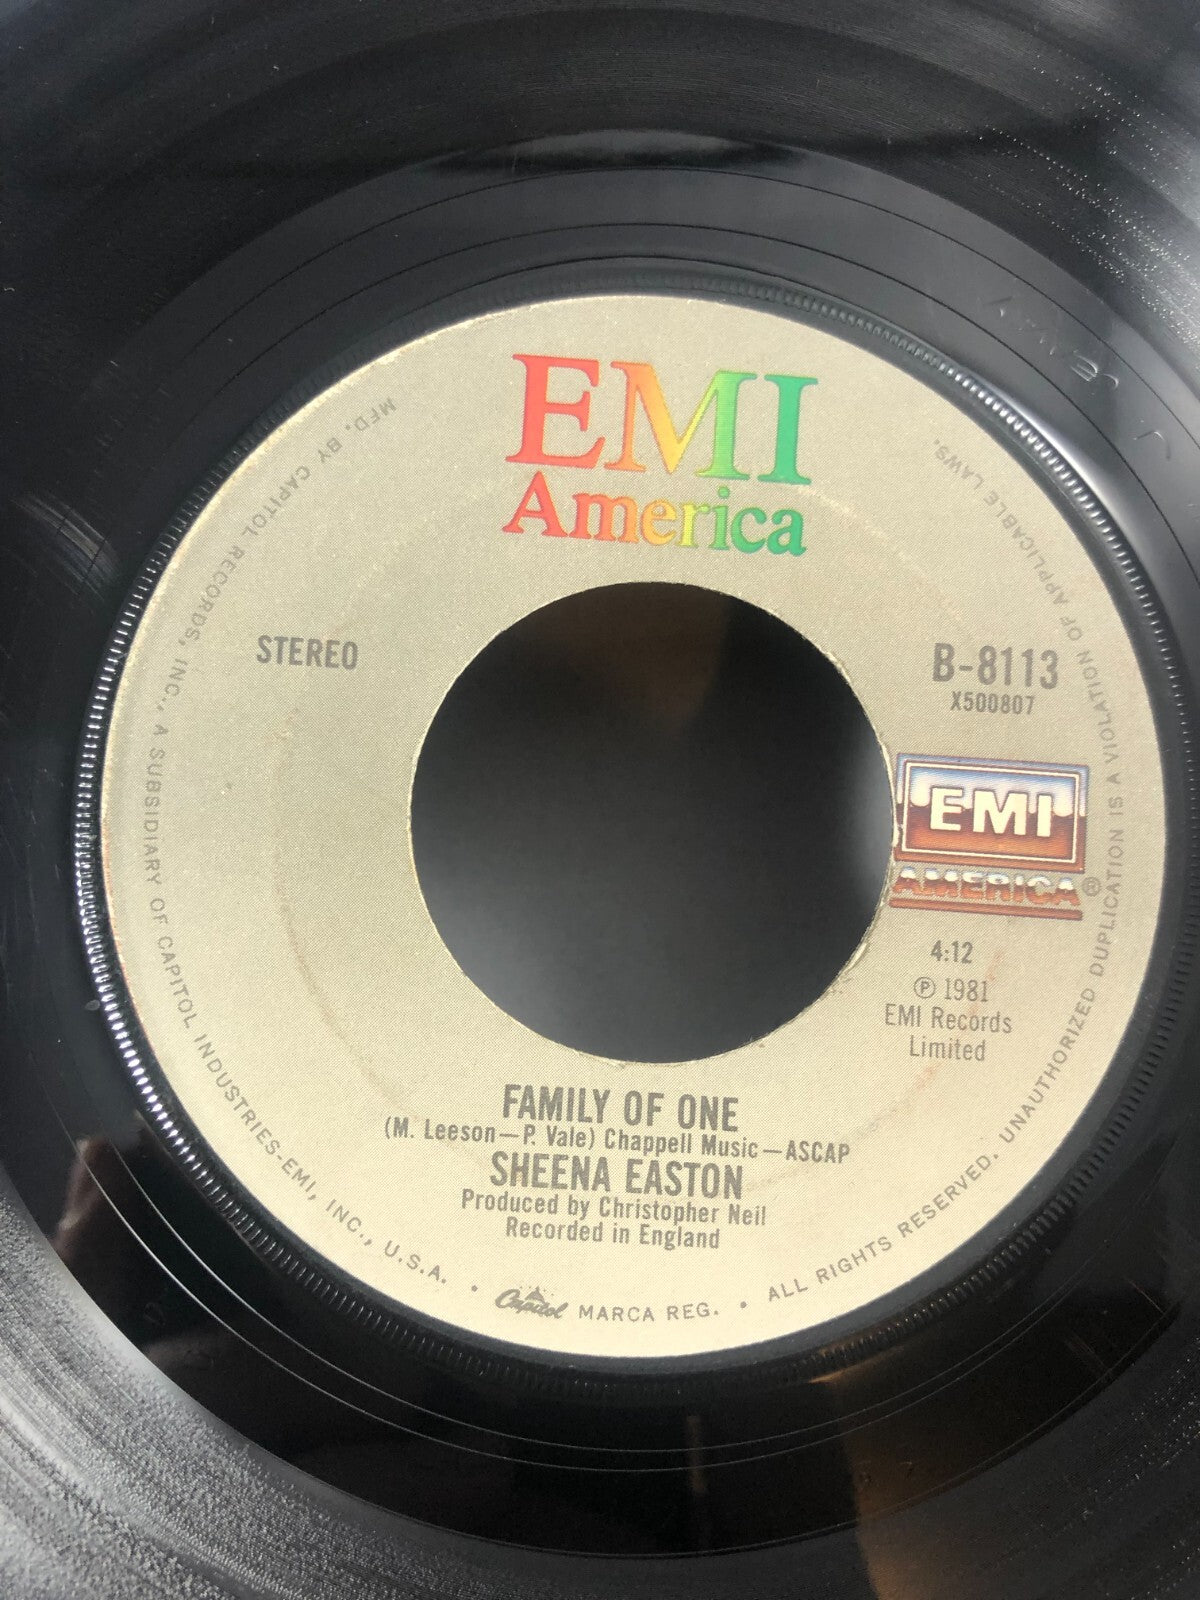 EMI
America
STEREO
B-8113
X500807
EMI
AMERICA®
4:12
℗ 1981
EMI Records
Limited
FAMILY OF ONE
(M. Leeson—P. Vale) Chappell Music—ASCAP
SHEENA EASTON
Produced by Christopher Neil
Recorded in England
MFD. BY CAPITOL RECORDS, INC., A SUBSIDIARY OF CAPITOL INDUSTRIES-EMI, INC., U.S.A. • Capitol MARCA REG. • ALL RIGHTS RESERVED. UNAUTHORIZED DUPLICATION IS A VIOLATION OF APPLICABLE LAWS.